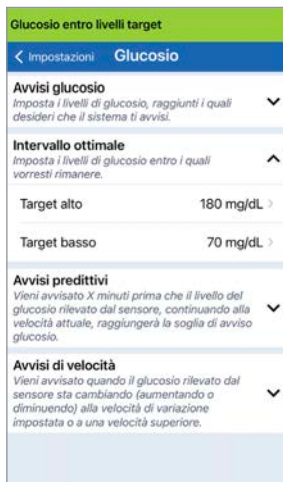 Glucosio entro livelli target
Impostazioni Glucosio
Avvisi glucosio
Imposta i livelli di glucosio, raggiunti i quali
desideri che il sistema ti avvisi.
Intervallo ottimale
Imposta i livelli di glucosio entro i quali
vorresti rimanere.
Target alto 180 mg/dL
Target basso 70 mg/dL
Avvisi predittivi
Vieni avvisato X minuti prima che il livello del
glucosio rilevato dal sensore, continuando alla
velocità attuale, raggiungerà la soglia di avviso
glucosio.
Avvisi di velocità
Vieni avvisato quando il glucosio rilevato dal
sensore sta cambiando (aumentando o
diminuendo) alla velocità di variazione
impostata o a una velocità superiore.